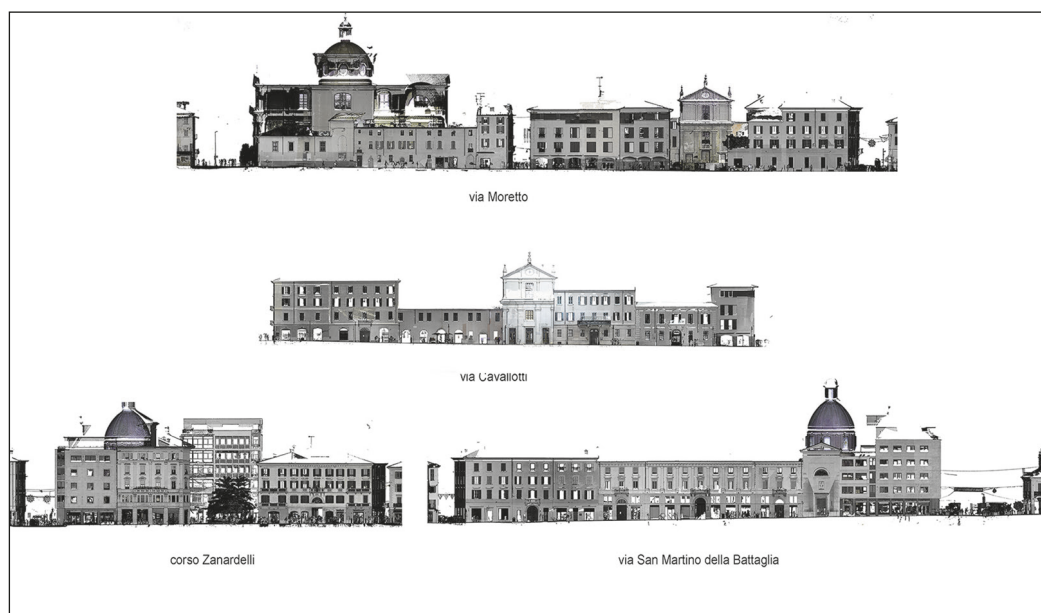 via Moretto
via Cavallotti
corso Zanardelli
via San Martino della Battaglia